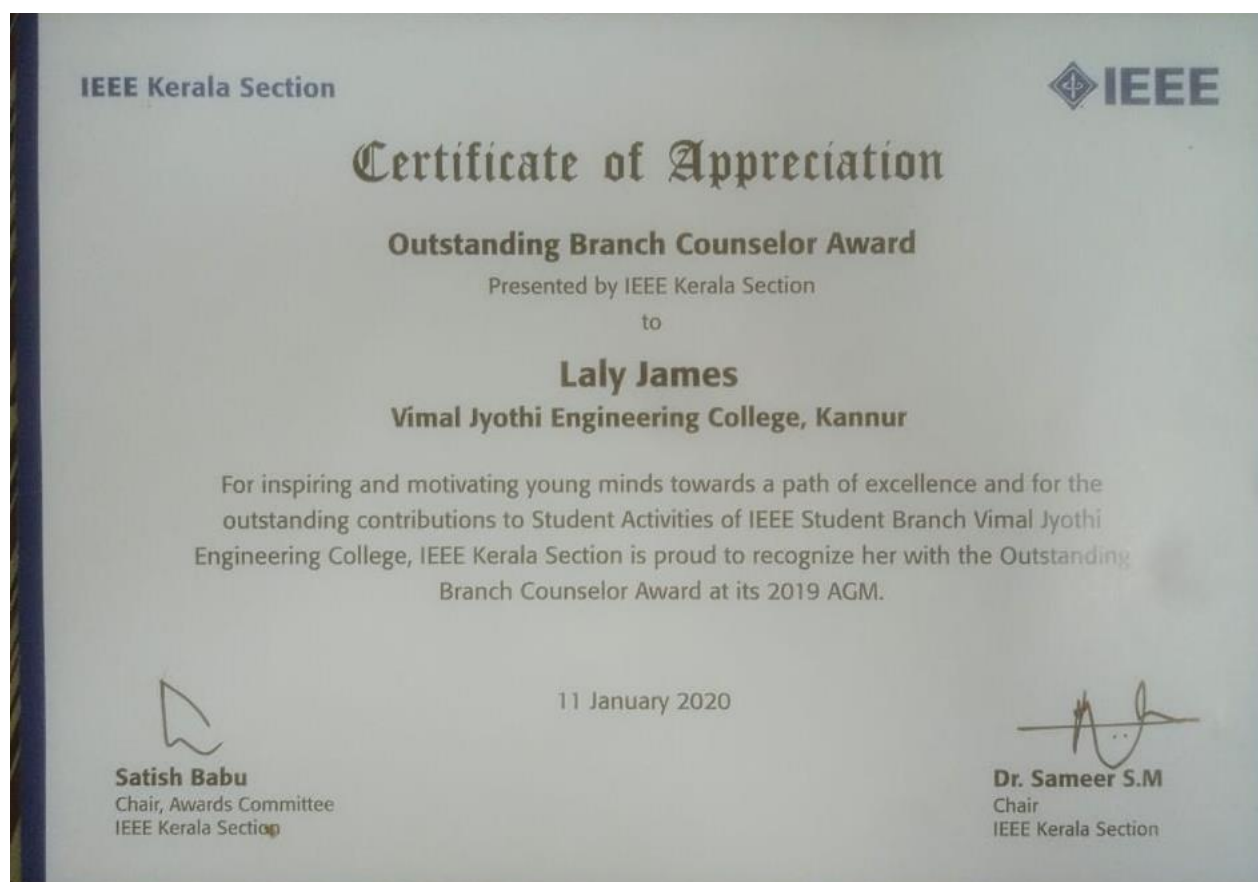 IEEE Kerala Section
IEEE
Certificate of Appreciation
Outstanding Branch Counselor Award
Presented by IEEE Kerala Section
to
Laly James
Vimal Jyothi Engineering College, Kannur
For inspiring and motivating young minds towards a path of excellence and for the
outstanding contributions to Student Activities of IEEE Student Branch Vimal Jyothi
Engineering College, IEEE Kerala Section is proud to recognize her with the Outstanding
Branch Counselor Award at its 2019 AGM.
11 January 2020
Satish Babu
Chair, Awards Committee
IEEE Kerala Section
Dr. Sameer S.M
Chair
IEEE Kerala Section